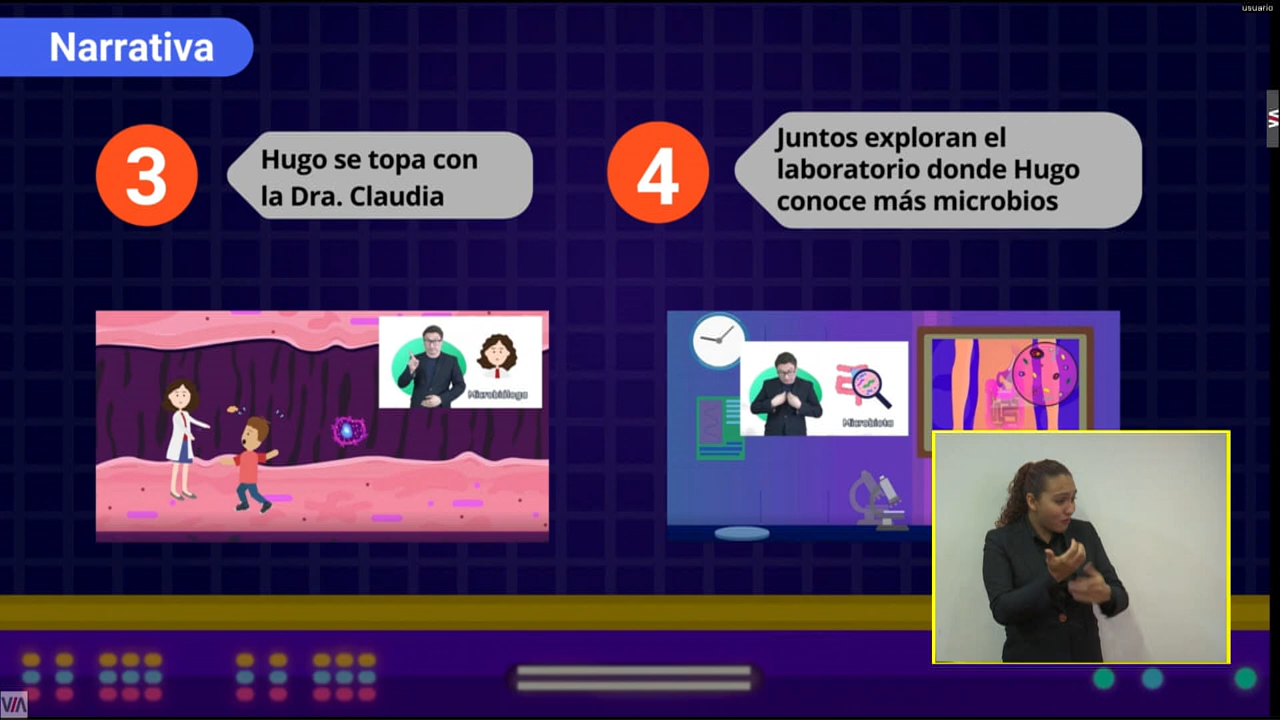 usuario
Narrativa
3
Hugo se topa con
la Dra. Claudia
4
Juntos exploran el
laboratorio donde Hugo
conoce más microbios
Microbióloga
Microbiota
VIA